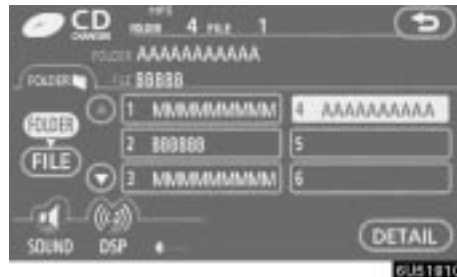 CD
CHANGER
MP3
FOLDER 4 FILE 1
FOLDER AAAAAAAAAAA
FOLDER FILE BBBBB
1 MMMMMMMMM 4 AAAAAAAAAA
FOLDER
2 BBBBBB 5
FILE
3 MMMMMMMMM 6
SOUND DSP
DETAIL